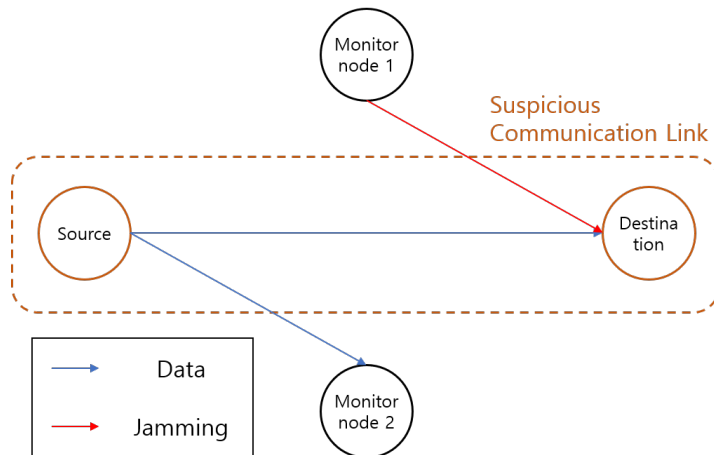 Monitor
node 1
Suspicious
Communication Link
Source
Destina
tion
Monitor
node 2
Data
Jamming